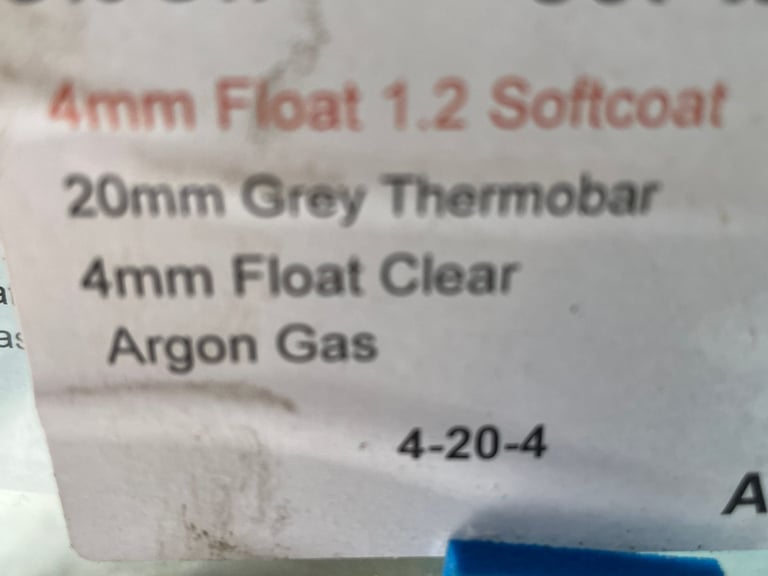 4mm Float 1.2 Softcoat
20mm Grey Thermobar
4mm Float Clear
Argon Gas
4-20-4